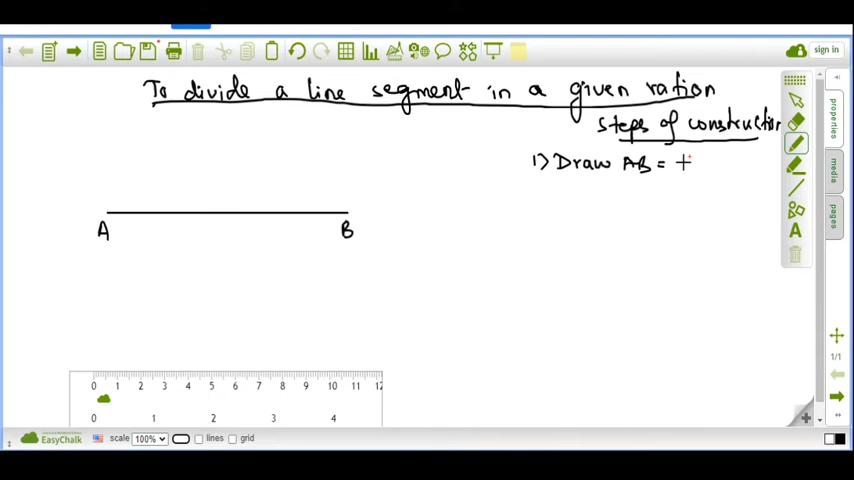 sign in
To divide a line segment in a given ration
Steps of construction
1) Draw AB =
A B
0 1 2 3 4 5 6 7 8 9 10 11 12
0 1 2 3 4
properties
media
pages
1/1
EasyChalk scale 100% lines grid